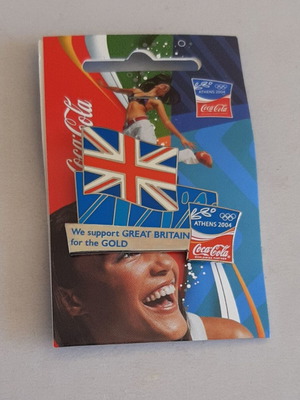 ATHENS 2004
Coca-Cola
Coca-Cola
We support GREAT BRITAIN
for the GOLD
ATHENS 2004
Coca-Cola